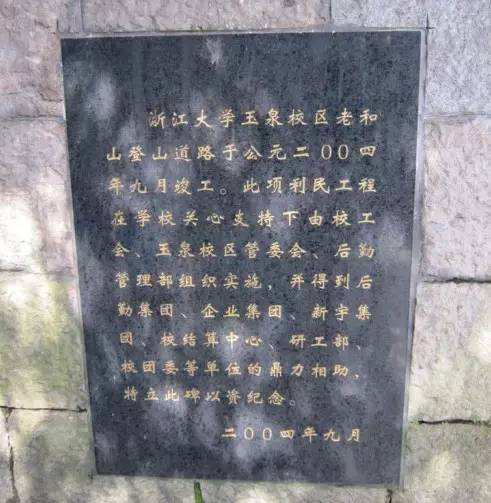 浙江大学玉泉校区老和
山登山道路于公元二00四
年九月竣工。此项利民工程
在学校关心支持下由校工
会、玉泉校区管委会、后勤
管理部组织实施，并得到后
勤集团、企业集团、新宇集
团、校结算中心、研工部、
校团委等单位的鼎力相助，
特立此碑以资纪念。
二00四年九月